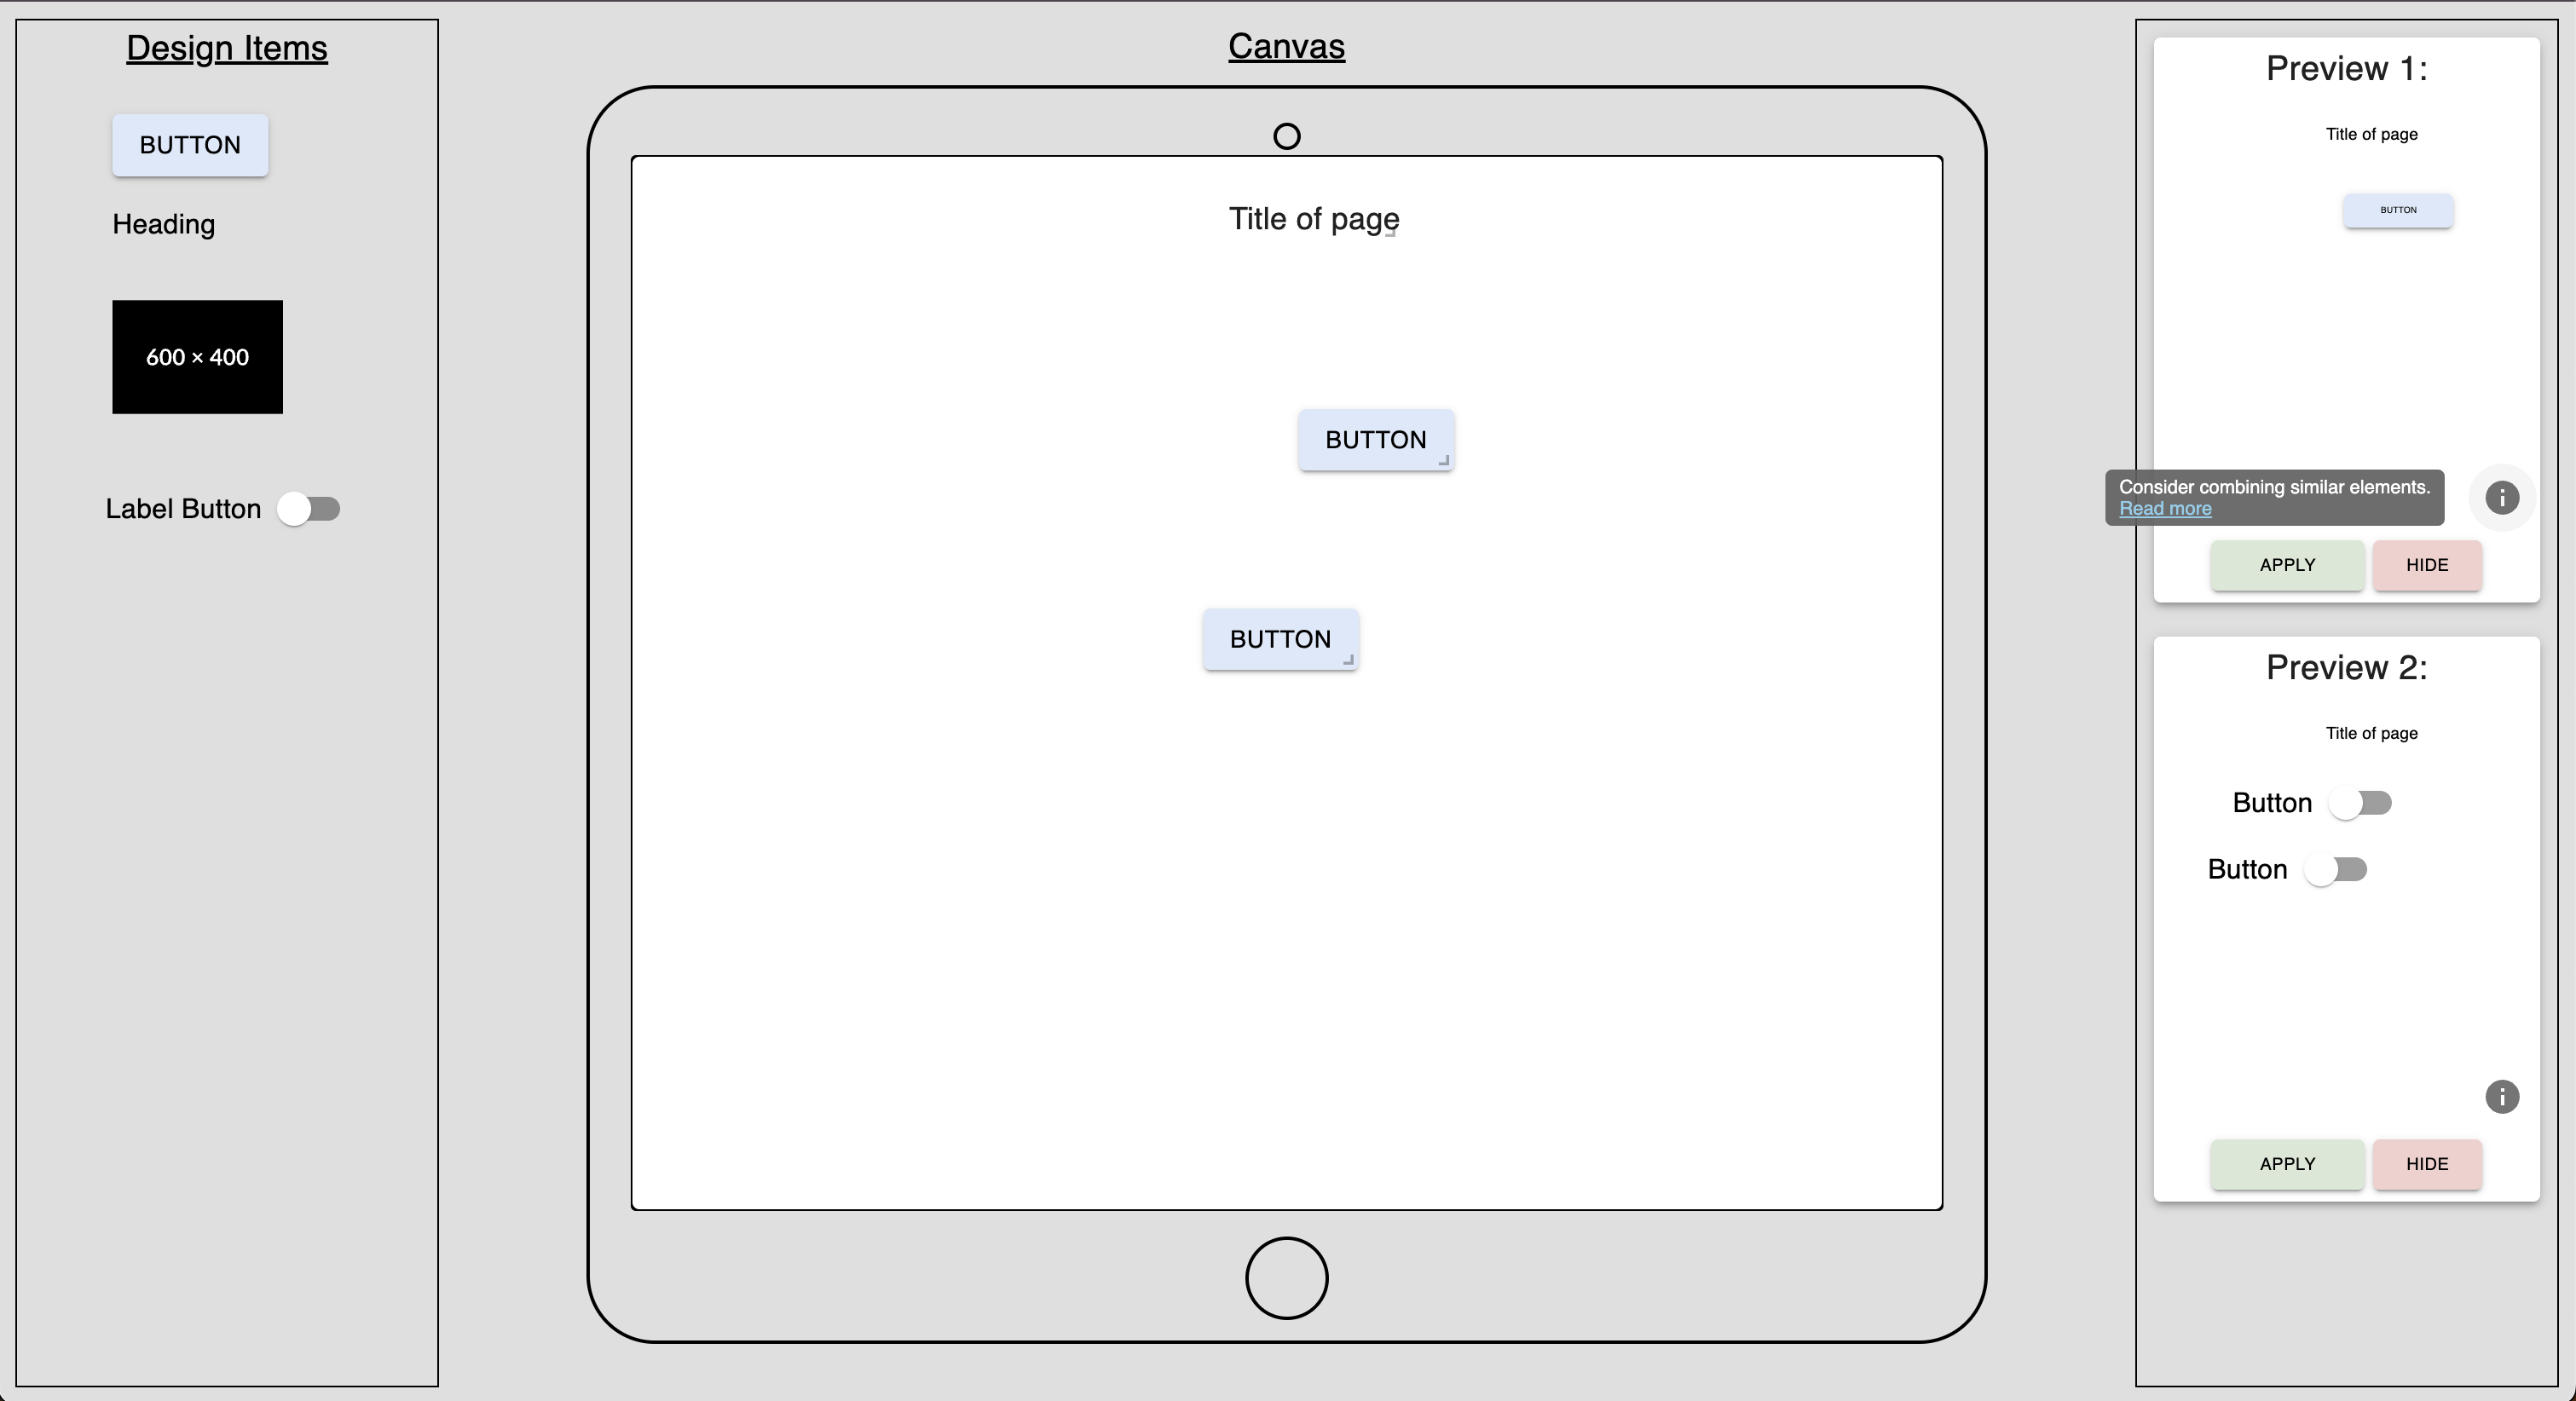 Design Items
BUTTON
Heading
600 × 400
Label Button
Canvas
Title of page
BUTTON
BUTTON
Preview 1:
Title of page
BUTTON
Consider combining similar elements.
Read more
APPLY
HIDE
Preview 2:
Title of page
Button
Button
APPLY
HIDE